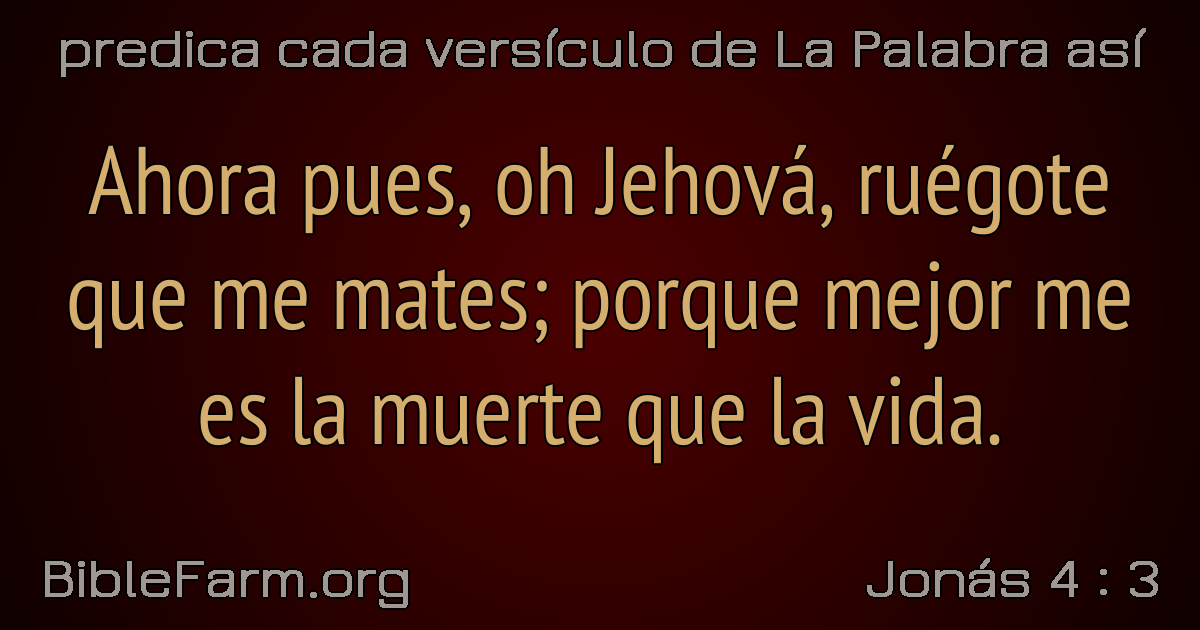 predica cada versículo de La Palabra así
Ahora pues, oh Jehová, ruégote
que me mates; porque mejor me
es la muerte que la vida.
BibleFarm.org
Jonás 4 : 3